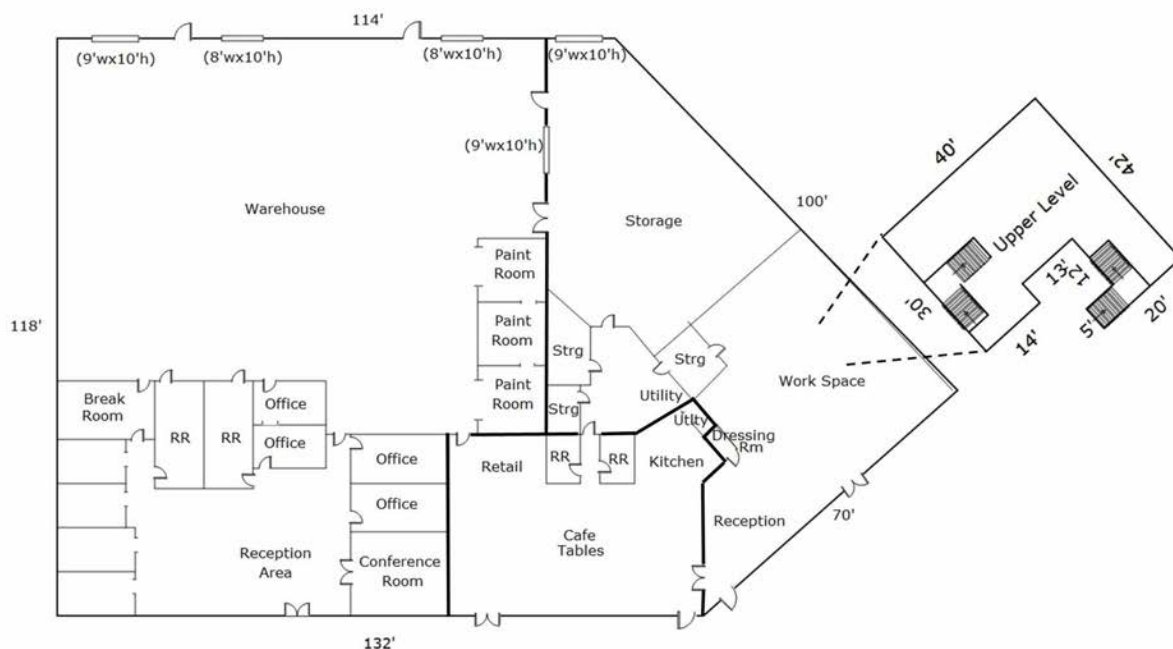 114'
(9'wx10'h)
(8'wx10'h)
(8'wx10'h)
(9'wx10'h)
(9'wx10'h)
Warehouse
Storage
100'
40'
42'
Upper Level
30'
13'
12'
14'
5'
20'
Paint
Room
Paint
Room
Paint
Room
118'
Strg
Strg
Strg
Utility
Utlty
Work Space
Dressing
Rm
Break
Room
RR
RR
Office
Office
Office
Office
Retail
RR
RR
Kitchen
Reception
Area
Conference
Room
Cafe
Tables
Reception
70'
132'